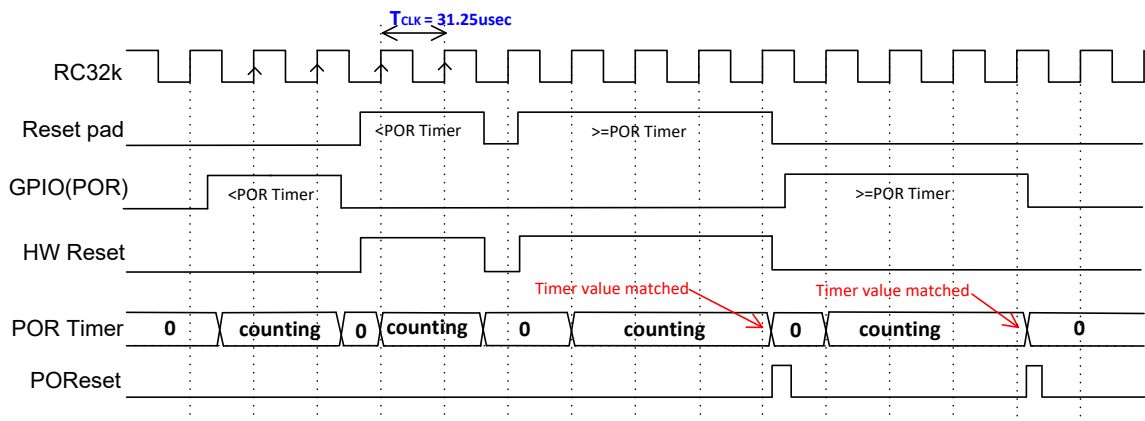 TCLK = 31.25usec
RC32k
Reset pad
<POR Timer
>=POR Timer
GPIO(POR)
<POR Timer
>=POR Timer
HW Reset
Timer value matched
Timer value matched
POR Timer
0
counting
0
counting
0
counting
0
counting
0
POReset